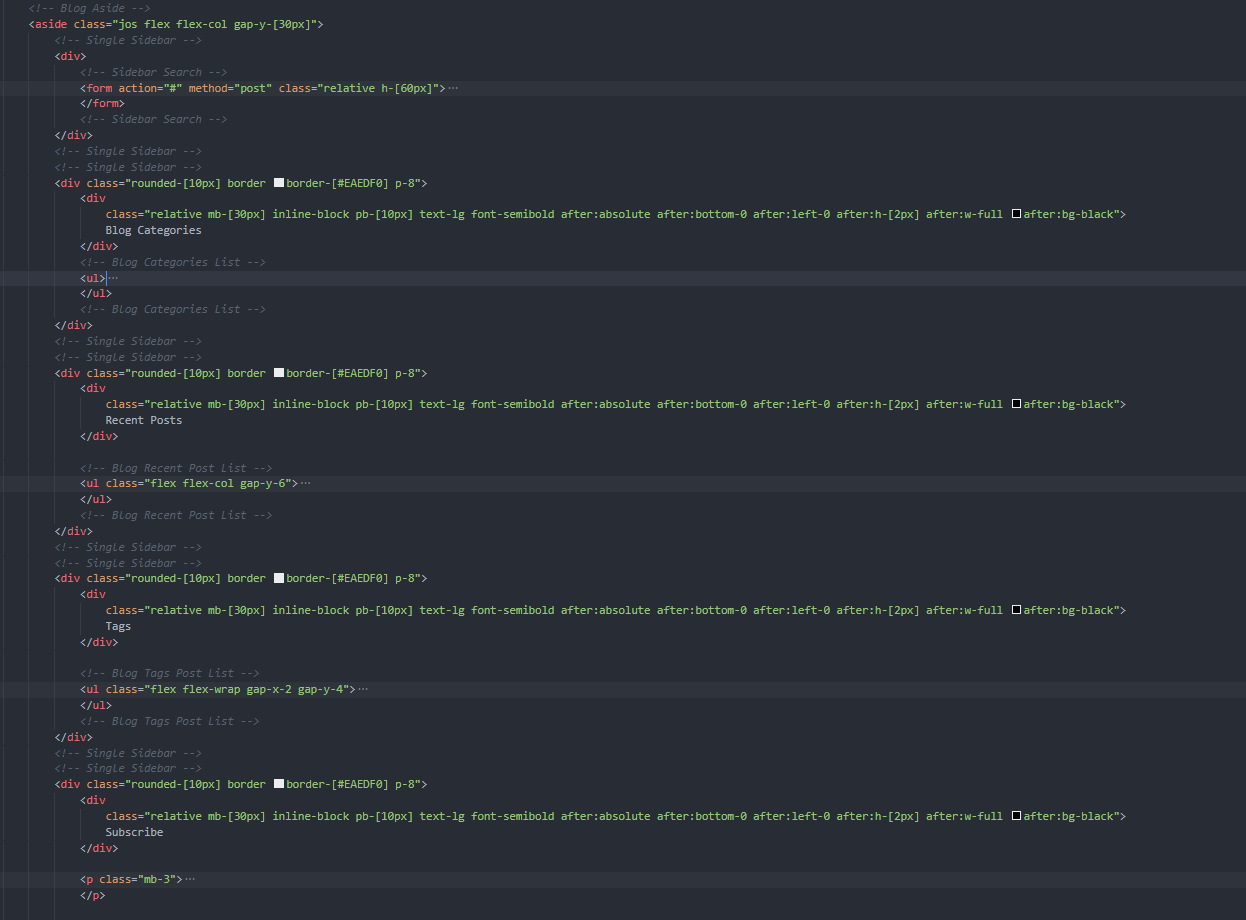 <!-- Blog Aside -->
<aside class="jos flex flex-col gap-y-[30px]">
<!-- Single Sidebar -->
<div>
<!-- Sidebar Search -->
<form action="#" method="post" class="relative h-[60px]">···
</form>
<!-- Sidebar Search -->
</div>
<!-- Single Sidebar -->
<!-- Single Sidebar -->
<div class="rounded-[10px] border border-[#EAEDF0] p-8">
<div
class="relative mb-[30px] inline-block pb-[10px] text-lg font-semibold after:absolute after:bottom-0 after:left-0 after:h-[2px] after:w-full after:bg-black">
Blog Categories
</div>
<!-- Blog Categories List -->
<ul>···
</ul>
<!-- Blog Categories List -->
</div>
<!-- Single Sidebar -->
<!-- Single Sidebar -->
<div class="rounded-[10px] border border-[#EAEDF0] p-8">
<div
class="relative mb-[30px] inline-block pb-[10px] text-lg font-semibold after:absolute after:bottom-0 after:left-0 after:h-[2px] after:w-full after:bg-black">
Recent Posts
</div>
<!-- Blog Recent Post List -->
<ul class="flex flex-col gap-y-6">···
</ul>
<!-- Blog Recent Post List -->
</div>
<!-- Single Sidebar -->
<!-- Single Sidebar -->
<div class="rounded-[10px] border border-[#EAEDF0] p-8">
<div
class="relative mb-[30px] inline-block pb-[10px] text-lg font-semibold after:absolute after:bottom-0 after:left-0 after:h-[2px] after:w-full after:bg-black">
Tags
</div>
<!-- Blog Tags Post List -->
<ul class="flex flex-wrap gap-x-2 gap-y-4">···
</ul>
<!-- Blog Tags Post List -->
</div>
<!-- Single Sidebar -->
<!-- Single Sidebar -->
<div class="rounded-[10px] border border-[#EAEDF0] p-8">
<div
class="relative mb-[30px] inline-block pb-[10px] text-lg font-semibold after:absolute after:bottom-0 after:left-0 after:h-[2px] after:w-full after:bg-black">
Subscribe
</div>
<p class="mb-3">···
</p>